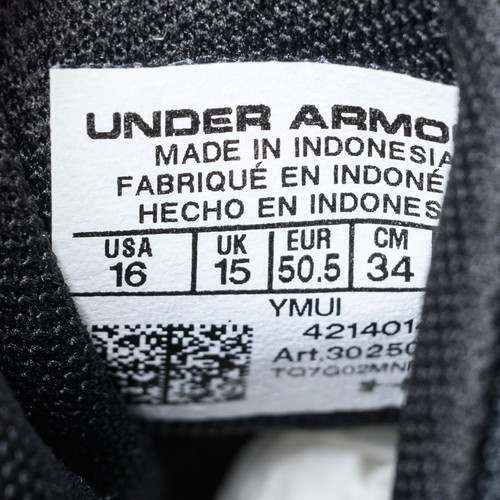 UNDER ARMO
MADE IN INDONESIA
FABRIQUÉ EN INDONÉ
HECHO EN INDONES
USA UK EUR CM
16 15 50.5 34
YMUI
421401
Art.30250
TQ7G02MN